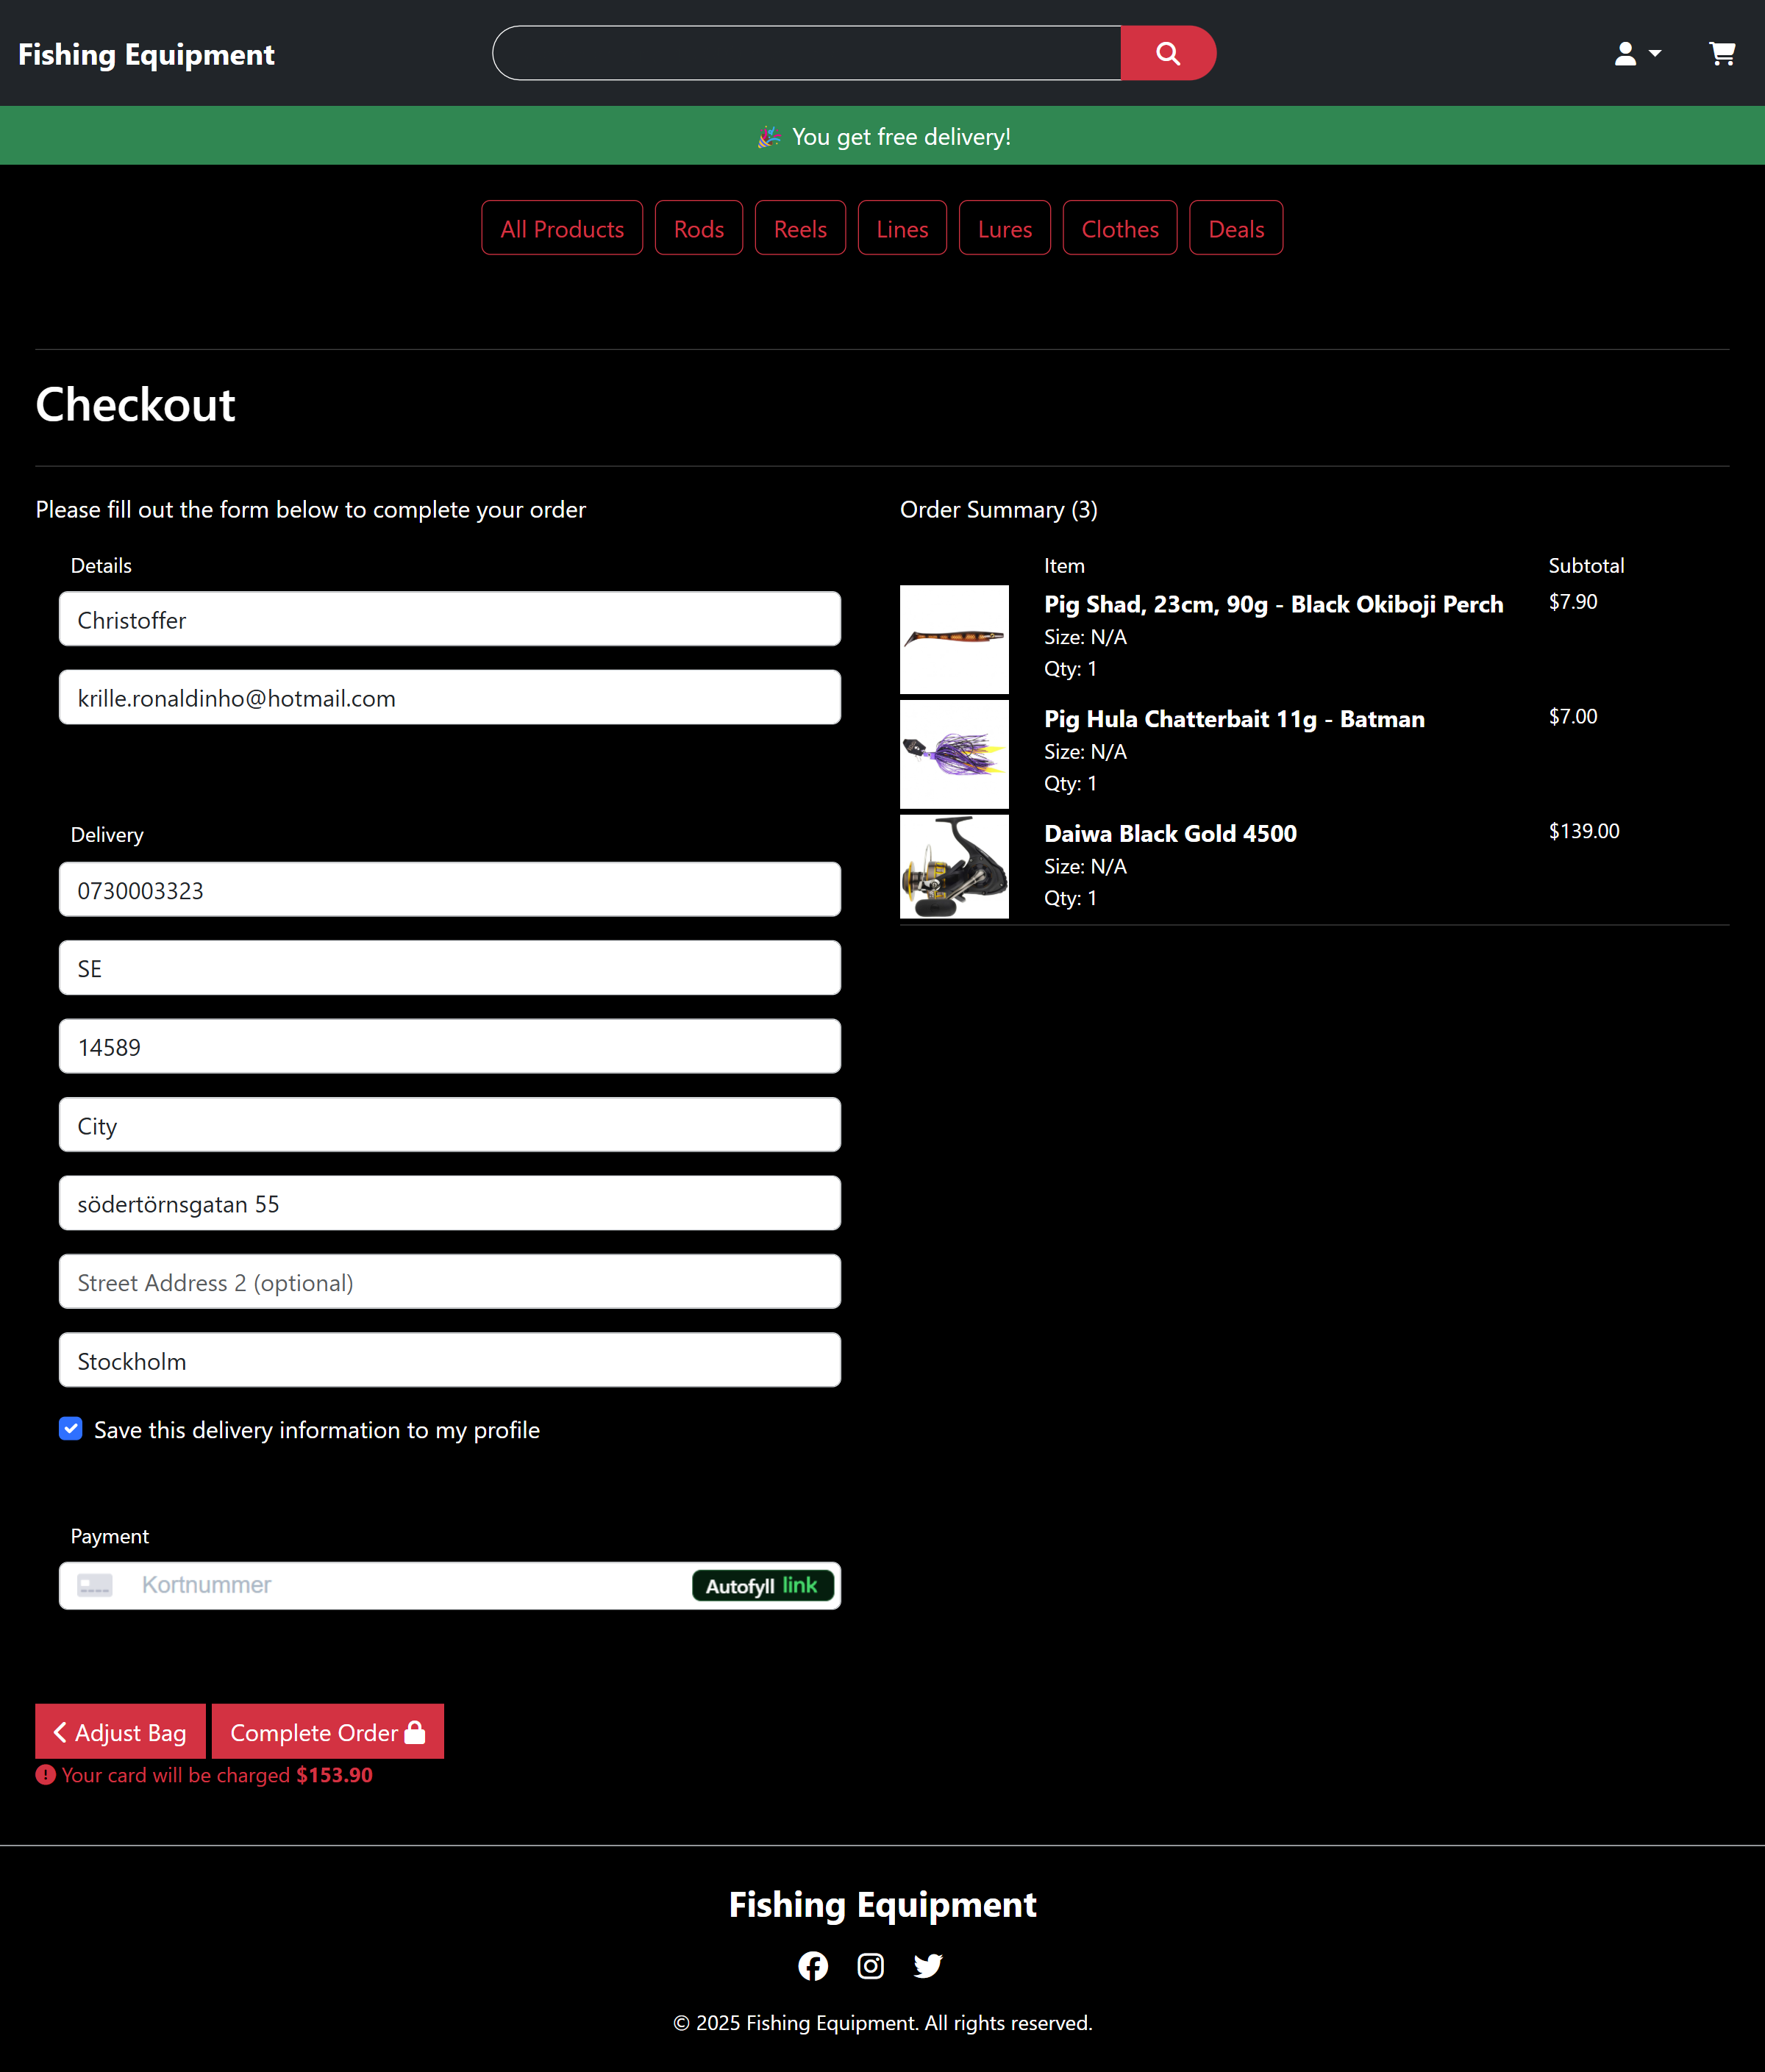 Fishing Equipment
You get free delivery!
All Products Rods Reels Lines Lures Clothes Deals
Checkout
Please fill out the form below to complete your order
Details
Christoffer
krille.ronaldinho@hotmail.com
Delivery
0730003323
SE
14589
City
södertörnsgatan 55
Street Address 2 (optional)
Stockholm
Save this delivery information to my profile
Payment
Kortnummer Autofyll link
Adjust Bag Complete Order
Your card will be charged $153.90
Order Summary (3)
Item Subtotal
Pig Shad, 23cm, 90g - Black Okiboji Perch $7.90
Size: N/A
Qty: 1
Pig Hula Chatterbait 11g - Batman $7.00
Size: N/A
Qty: 1
Daiwa Black Gold 4500 $139.00
Size: N/A
Qty: 1
Fishing Equipment
© 2025 Fishing Equipment. All rights reserved.